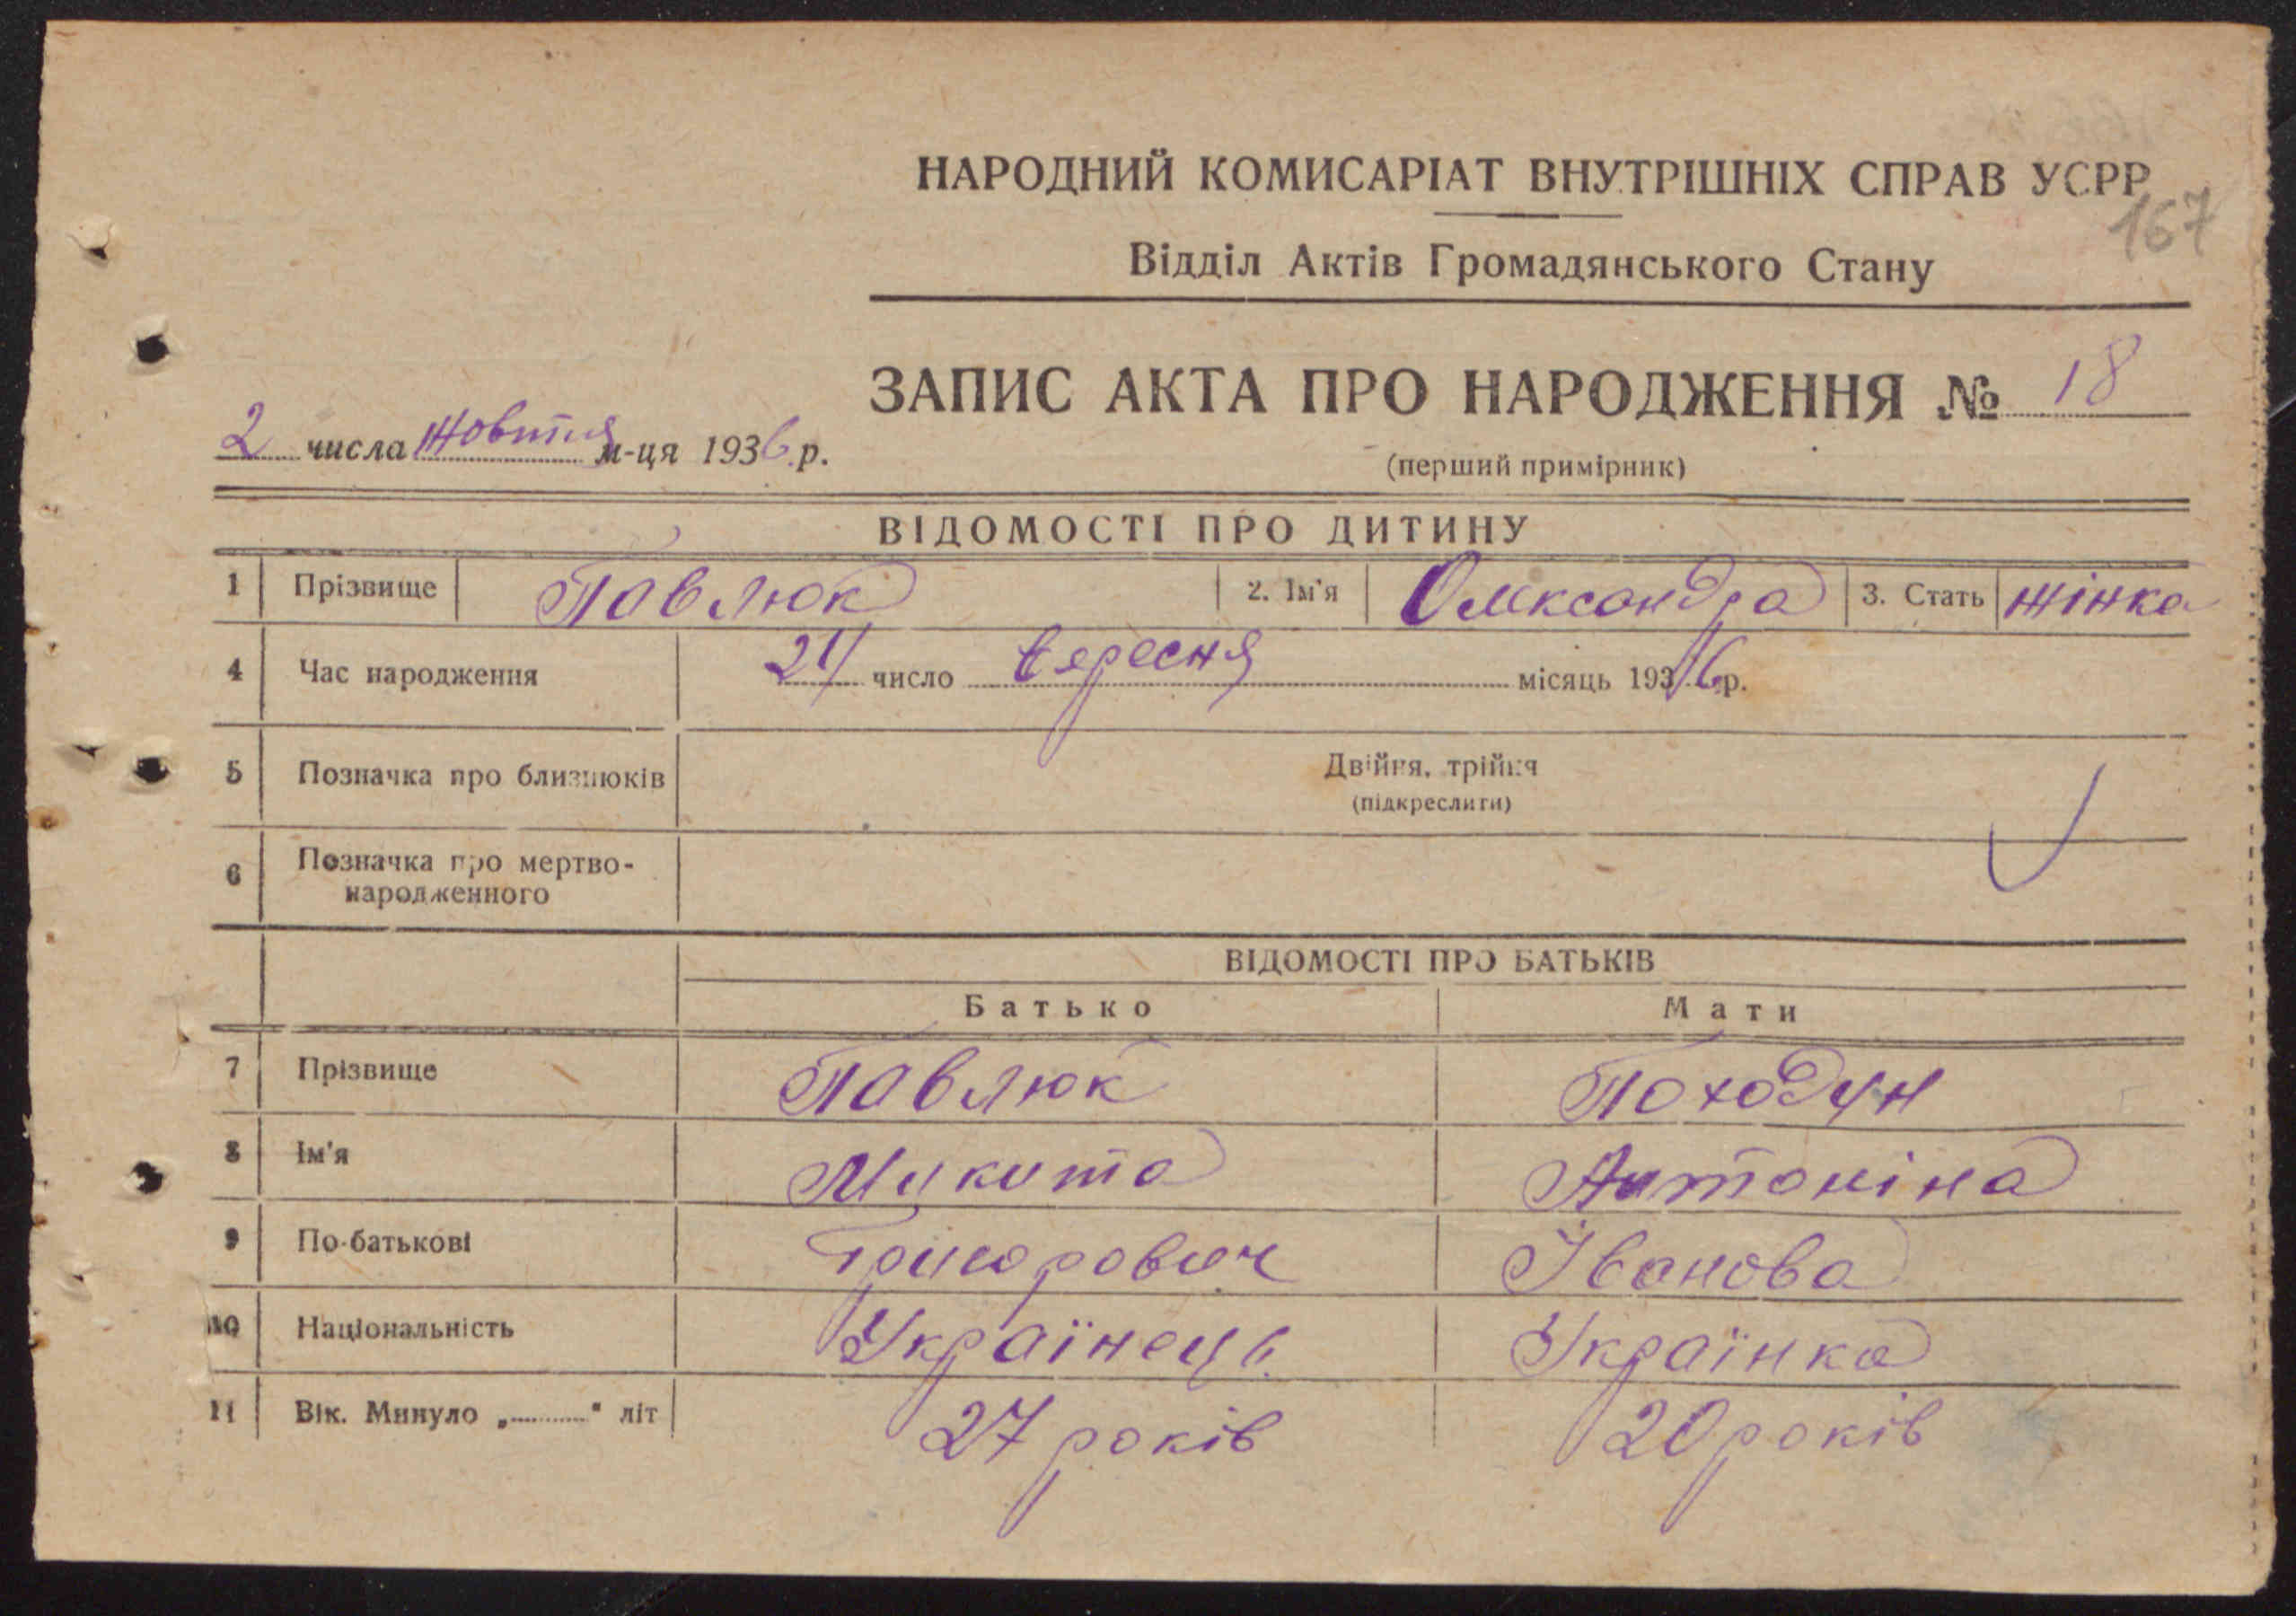 НАРОДНИЙ КОМИСАРІАТ ВНУТРІШНІХ СПРАВ УСРР
167
Відділ Актів Громадянського Стану
ЗАПИС АКТА ПРО НАРОДЖЕННЯ № 18
2 числа жовтня м-ця 1936 р.
(перший примірник)
ВІДОМОСТІ ПРО ДИТИНУ
1 Прізвище Павлюк 2. Ім'я Олександра 3. Стать жінка
4 Час народження 24 число вересня місяць 1936 р.
5 Позначка про близнюків Двійня, трійня
(підкреслити)
6 Позначка про мертво-
народженного
ВІДОМОСТІ ПРО БАТЬКІВ
Батько Мати
7 Прізвище Павлюк Походун
8 Ім'я Микита Антоніна
9 По-батькові Григорович Іванова
10 Національність Українець Українка
11 Вік. Минуло „..........“ літ 27 років 20 років